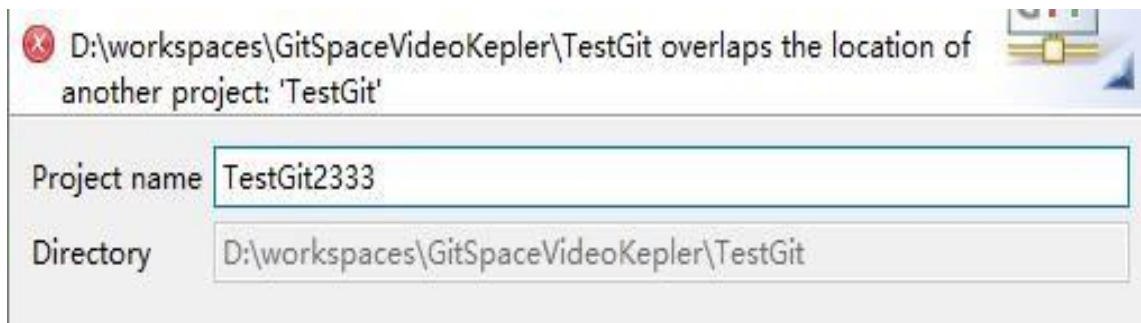 D:\workspaces\GitSpaceVideoKepler\TestGit overlaps the location of
another project: 'TestGit'
Project name TestGit2333
Directory D:\workspaces\GitSpaceVideoKepler\TestGit